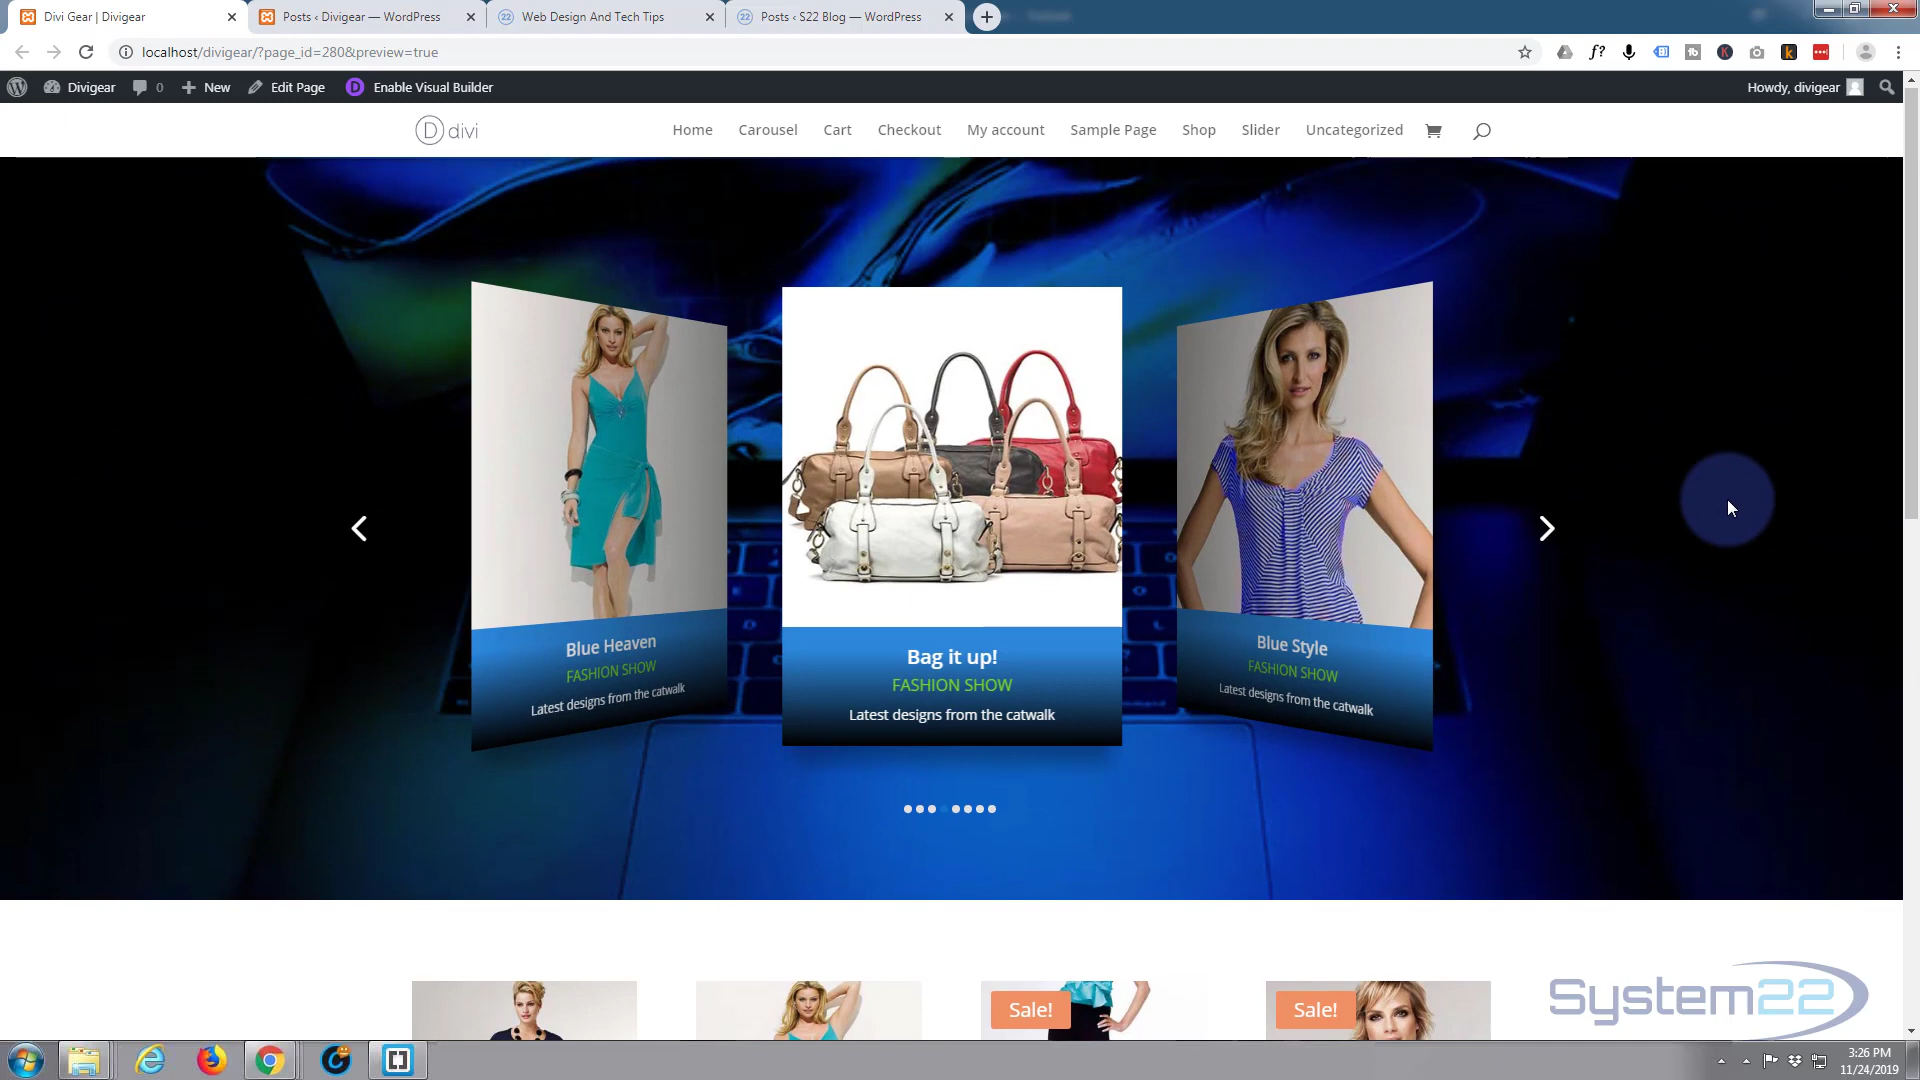 Divi Gear | Divigear
Posts ‹ Divigear — WordPress
Web Design And Tech Tips
Posts ‹ S22 Blog — WordPress
localhost/divigear/?page_id=280&preview=true
Divigear
0
New
Edit Page
Enable Visual Builder
Howdy, divigear
divi
Home
Carousel
Cart
Checkout
My account
Sample Page
Shop
Slider
Uncategorized
Blue Heaven
FASHION SHOW
Latest designs from the catwalk
Bag it up!
FASHION SHOW
Latest designs from the catwalk
Blue Style
FASHION SHOW
Latest designs from the catwalk
Sale!
Sale!
System22
3:26 PM
11/24/2019